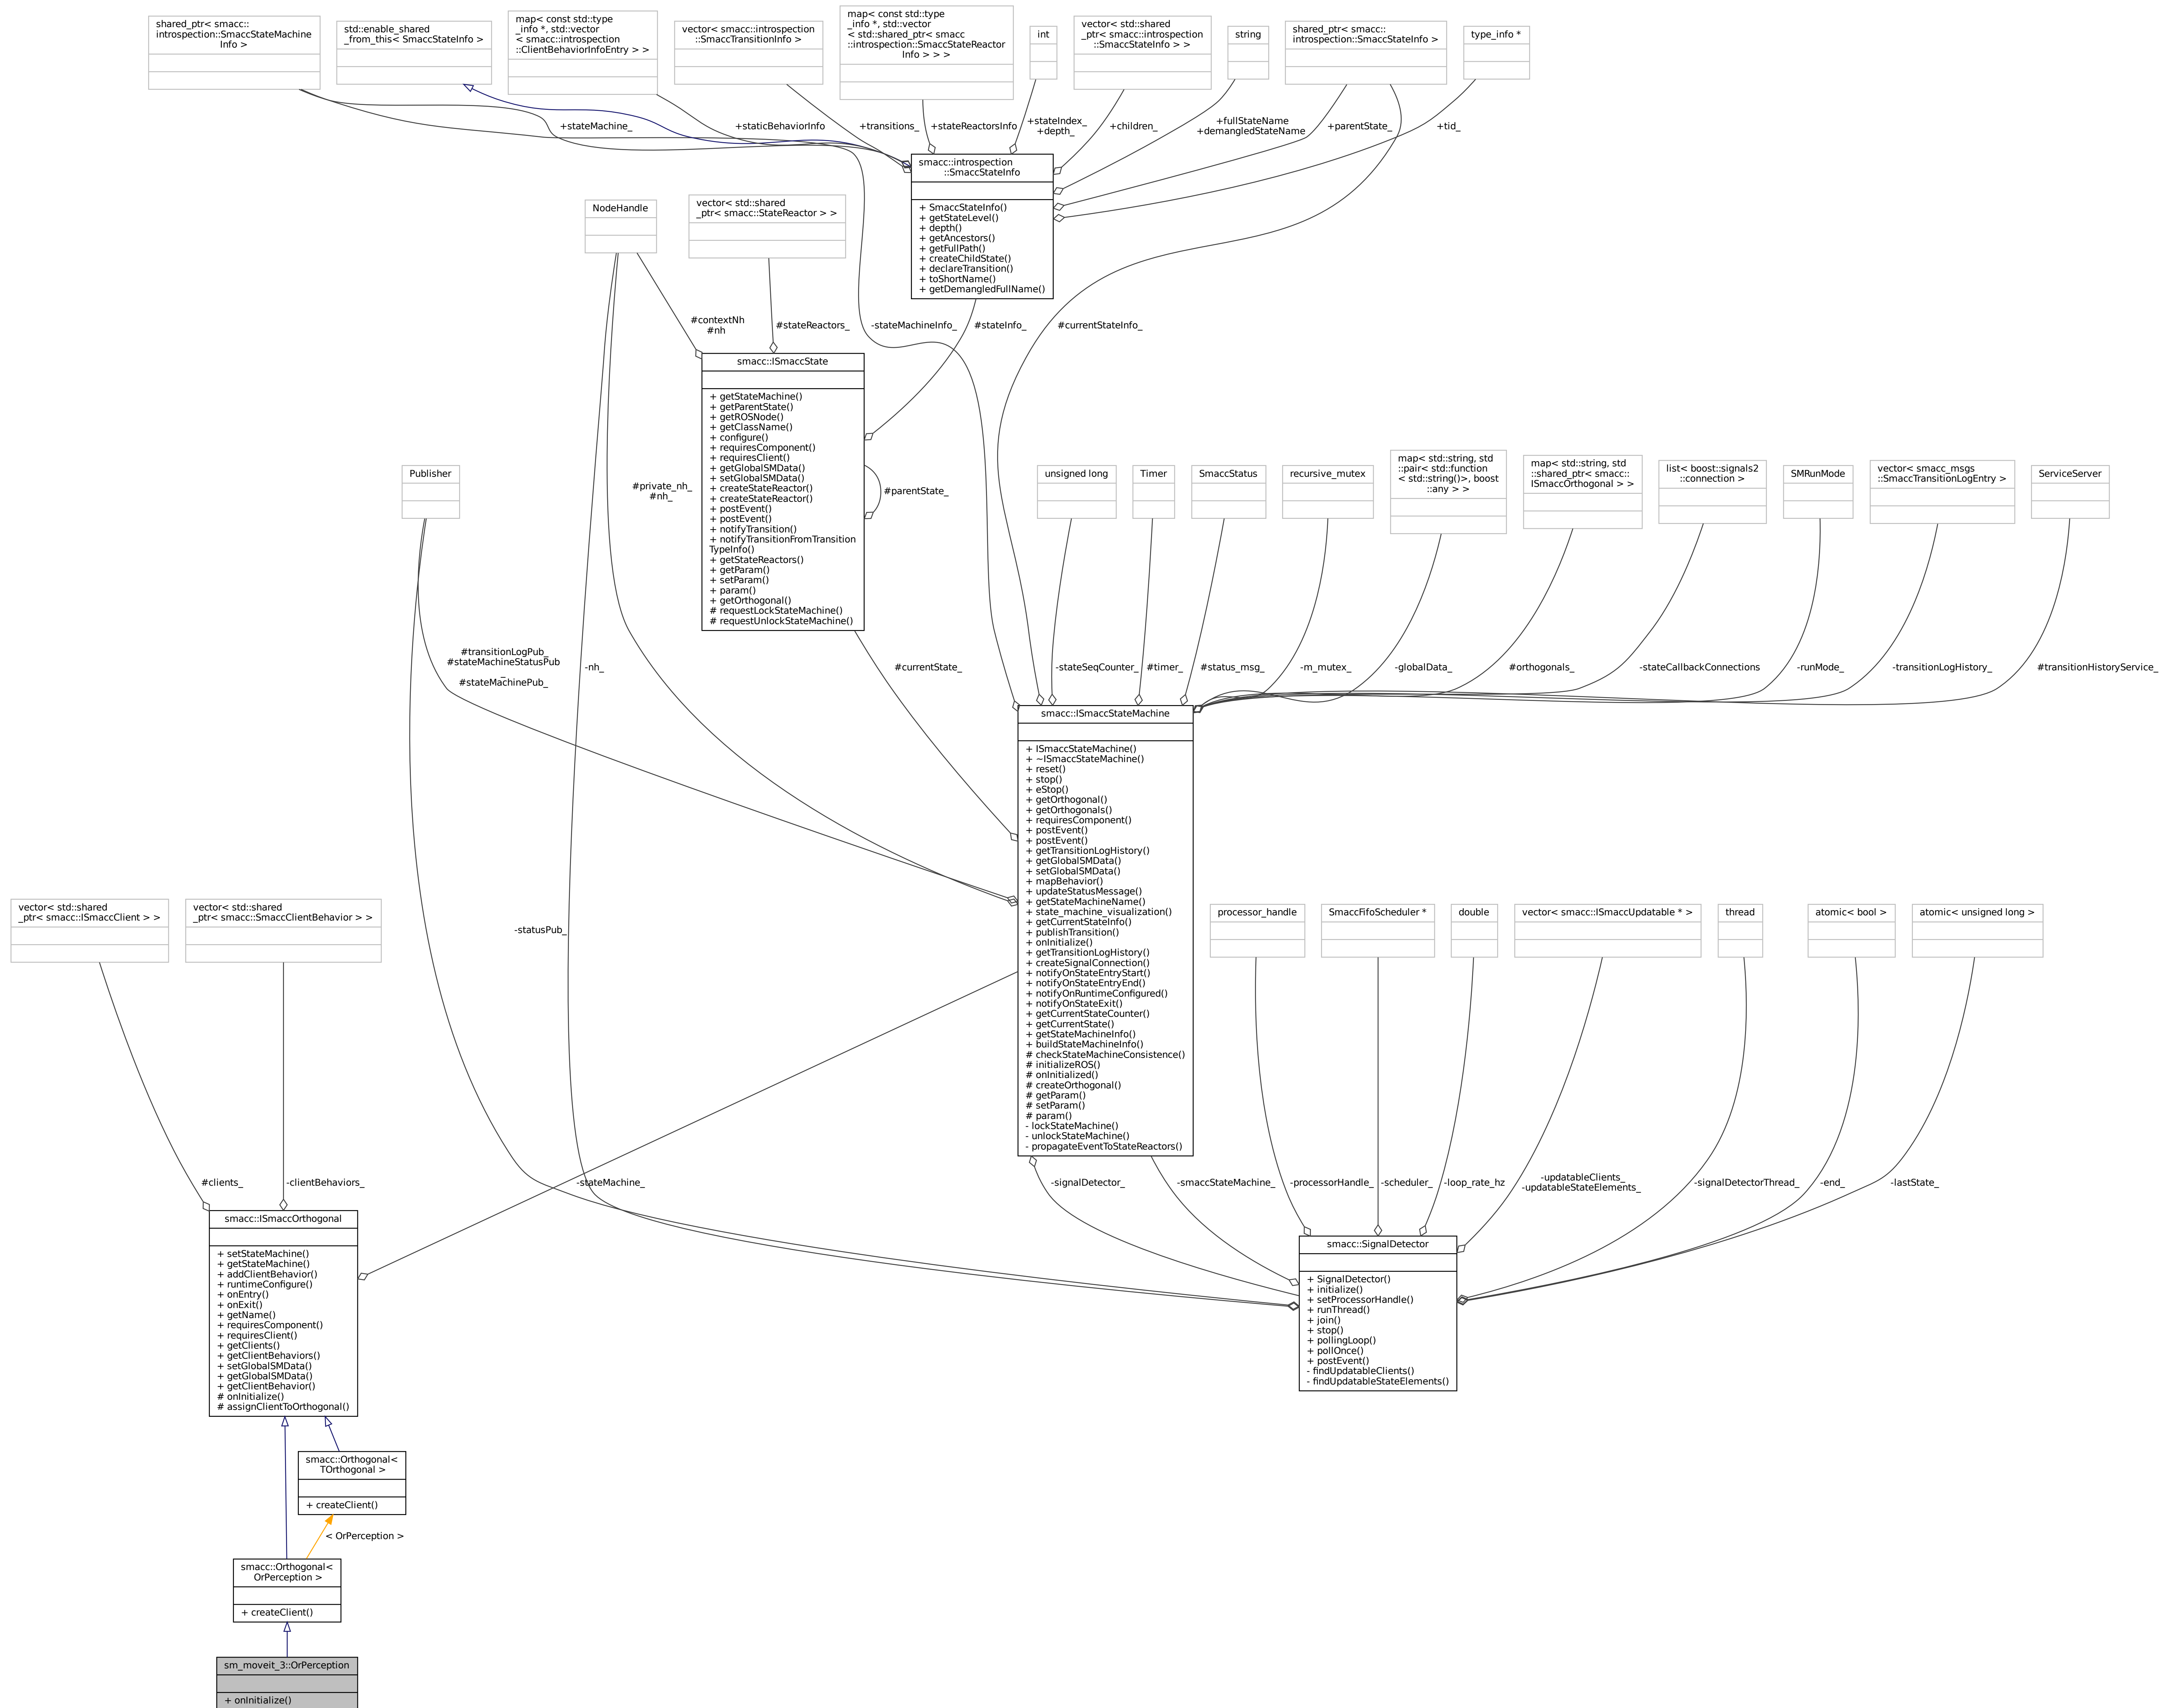 shared_ptr< smacc::
introspection::SmaccStateMachine
Info >
std::enable_shared
_from_this< SmaccStateInfo >
map< const std::type
_info *, std::vector
< smacc::introspection
::ClientBehaviorInfoEntry > >
vector< smacc::introspection
::SmaccTransitionInfo >
map< const std::type
_info *, std::vector
< std::shared_ptr< smacc
::introspection::SmaccStateReactor
Info > > >
int
vector< std::shared
_ptr< smacc::introspection
::SmaccStateInfo > >
string
shared_ptr< smacc::
introspection::SmaccStateInfo >
type_info *
+stateMachine_
+staticBehaviorInfo
+transitions_
+stateReactorsInfo
+stateIndex_
+depth_
+children_
+fullStateName
+demangledStateName
+parentState_
+tid_
smacc::introspection
::SmaccStateInfo
+ SmaccStateInfo()
+ getStateLevel()
+ depth()
+ getAncestors()
+ getFullPath()
+ createChildState()
+ declareTransition()
+ toShortName()
+ getDemangledFullName()
NodeHandle
vector< std::shared
_ptr< smacc::StateReactor > >
#contextNh
#nh
#stateReactors_
-stateMachineInfo_
#stateInfo_
#currentStateInfo_
smacc::ISmaccState
+ getStateMachine()
+ getParentState()
+ getROSNode()
+ getClassName()
+ configure()
+ requiresComponent()
+ requiresClient()
+ getGlobalSMData()
+ setGlobalSMData()
+ createStateReactor()
+ createStateReactor()
+ postEvent()
+ postEvent()
+ notifyTransition()
+ notifyTransitionFromTransition
TypeInfo()
+ getStateReactors()
+ getParam()
+ setParam()
+ param()
+ getOrthogonal()
# requestLockStateMachine()
# requestUnlockStateMachine()
#parentState_
Publisher
#private_nh_
#nh_
unsigned long
Timer
SmaccStatus
recursive_mutex
map< std::string, std
::pair< std::function
< std::string()>, boost
::any > >
map< std::string, std
::shared_ptr< smacc::
ISmaccOrthogonal > >
list< boost::signals2
::connection >
SMRunMode
vector< smacc_msgs
::SmaccTransitionLogEntry >
ServiceServer
#transitionLogPub_
#stateMachineStatusPub
_
#stateMachinePub_
-nh_
#currentState_
-stateSeqCounter_
#timer_
#status_msg_
-m_mutex_
-globalData_
#orthogonals_
-stateCallbackConnections
-runMode_
-transitionLogHistory_
#transitionHistoryService_
smacc::ISmaccStateMachine
+ ISmaccStateMachine()
+ ~ISmaccStateMachine()
+ reset()
+ stop()
+ eStop()
+ getOrthogonal()
+ getOrthogonals()
+ requiresComponent()
+ postEvent()
+ postEvent()
+ getTransitionLogHistory()
+ getGlobalSMData()
+ setGlobalSMData()
+ mapBehavior()
+ updateStatusMessage()
+ getStateMachineName()
+ state_machine_visualization()
+ getCurrentStateInfo()
+ publishTransition()
+ onInitialize()
+ getTransitionLogHistory()
+ createSignalConnection()
+ notifyOnStateEntryStart()
+ notifyOnStateEntryEnd()
+ notifyOnRuntimeConfigured()
+ notifyOnStateExit()
+ getCurrentStateCounter()
+ getCurrentState()
+ getStateMachineInfo()
+ buildStateMachineInfo()
# checkStateMachineConsistence()
# initializeROS()
# onInitialized()
# createOrthogonal()
# getParam()
# setParam()
# param()
- lockStateMachine()
- unlockStateMachine()
- propagateEventToStateReactors()
vector< std::shared
_ptr< smacc::ISmaccClient > >
vector< std::shared
_ptr< smacc::SmaccClientBehavior > >
-statusPub_
processor_handle
SmaccFifoScheduler *
double
vector< smacc::ISmaccUpdatable * >
thread
atomic< bool >
atomic< unsigned long >
#clients_
-clientBehaviors_
-stateMachine_
-signalDetector_
-smaccStateMachine_
-processorHandle_
-scheduler_
-loop_rate_hz
-updatableClients_
-updatableStateElements_
-signalDetectorThread_
-end_
-lastState_
smacc::ISmaccOrthogonal
+ setStateMachine()
+ getStateMachine()
+ addClientBehavior()
+ runtimeConfigure()
+ onEntry()
+ onExit()
+ getName()
+ requiresComponent()
+ requiresClient()
+ getClients()
+ getClientBehaviors()
+ setGlobalSMData()
+ getGlobalSMData()
+ getClientBehavior()
# onInitialize()
# assignClientToOrthogonal()
smacc::SignalDetector
+ SignalDetector()
+ initialize()
+ setProcessorHandle()
+ runThread()
+ join()
+ stop()
+ pollingLoop()
+ pollOnce()
+ postEvent()
- findUpdatableClients()
- findUpdatableStateElements()
smacc::Orthogonal<
TOrthogonal >
+ createClient()
< OrPerception >
smacc::Orthogonal<
OrPerception >
+ createClient()
sm_moveit_3::OrPerception
+ onInitialize()